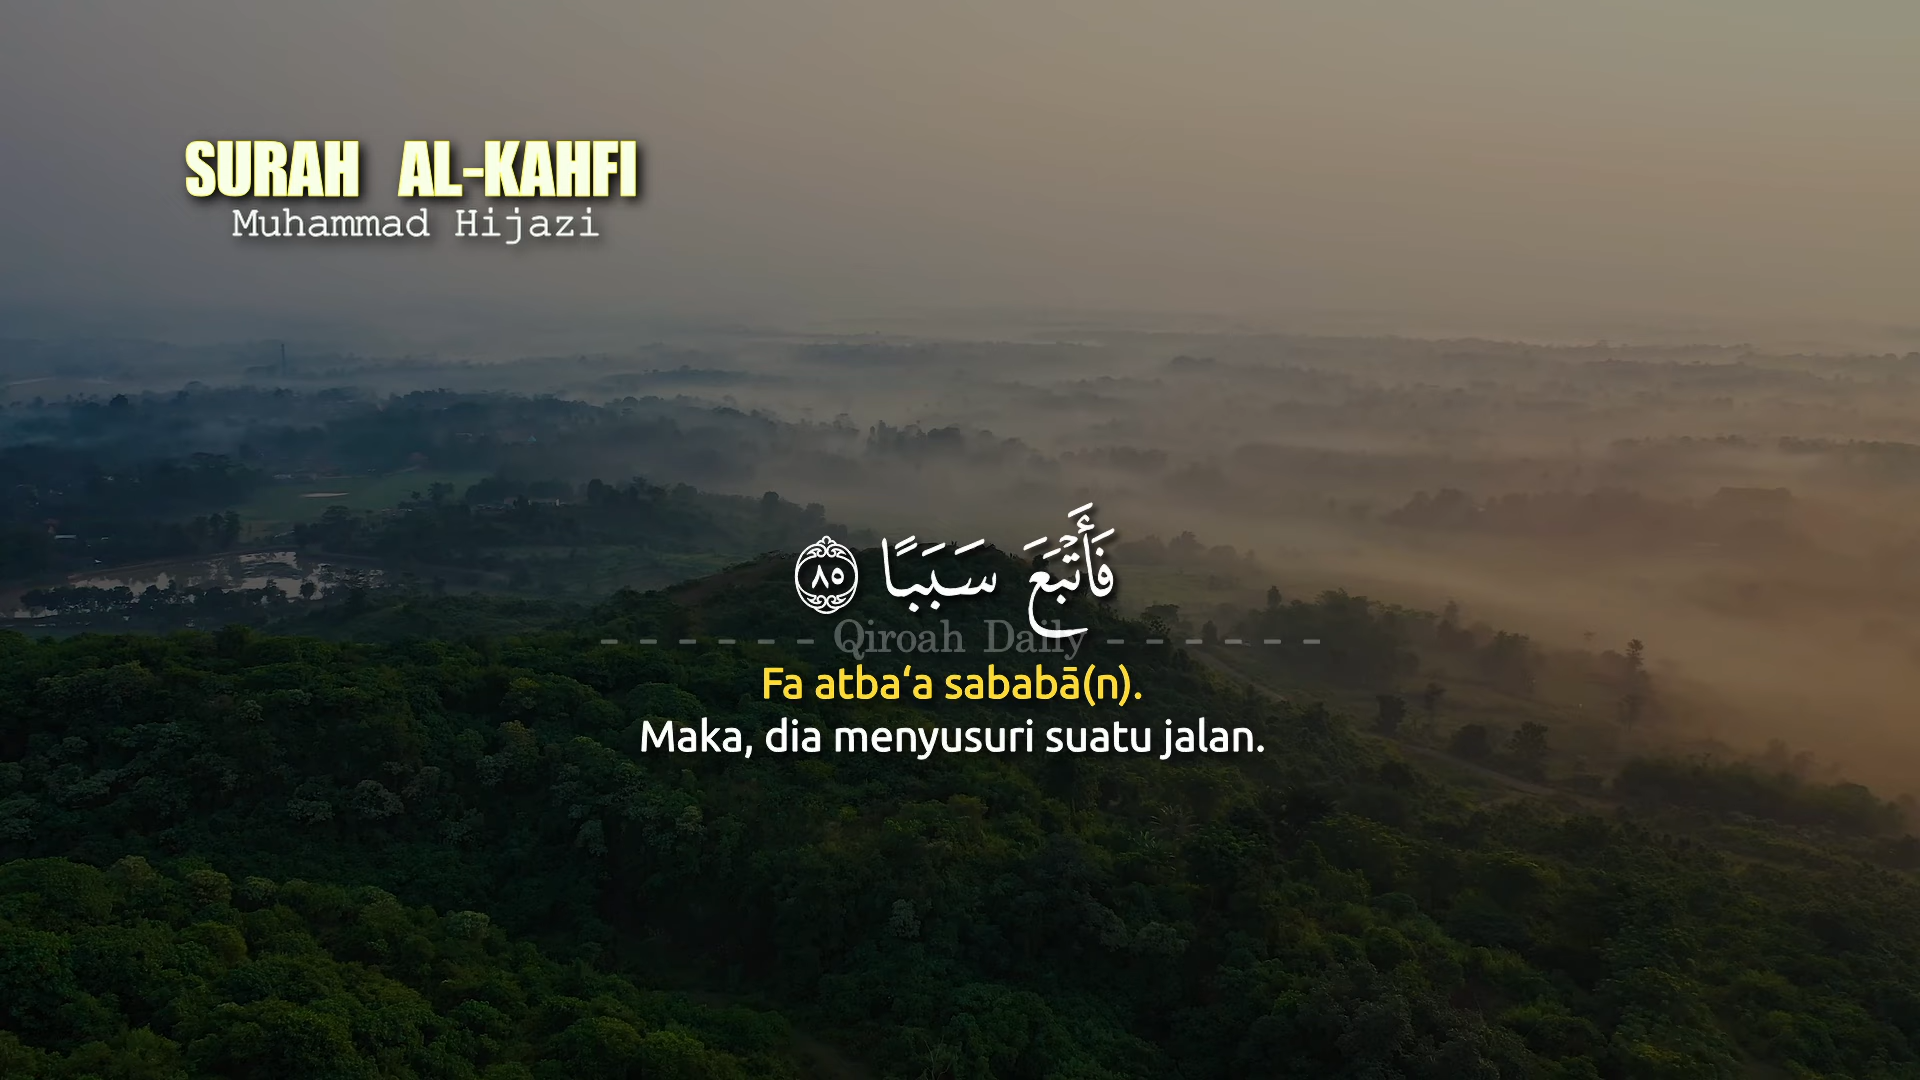 SURAH AL-KAHFI
Muhammad Hijazi
فَأَتۡبَعَ سَبَبًا ٨٥
- - - - - - Qiroah Daily - - - - - -
Fa atba‘a sababā(n).
Maka, dia menyusuri suatu jalan.